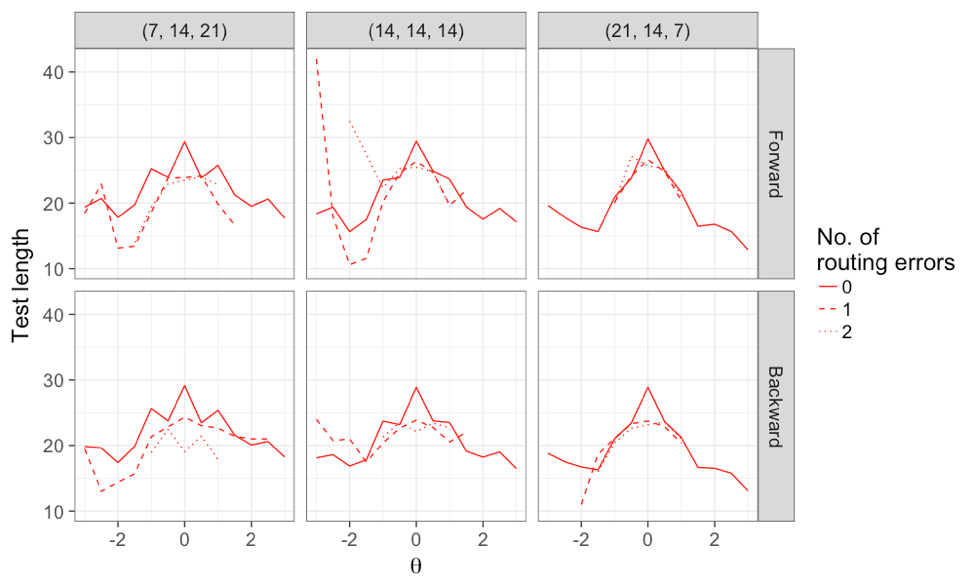 (7, 14, 21) (14, 14, 14) (21, 14, 7)
40
30
20
10
Forward
40
30
20
10
Backward
Test length
-2 0 2 -2 0 2 -2 0 2
θ
No. of
routing errors
0
1
2